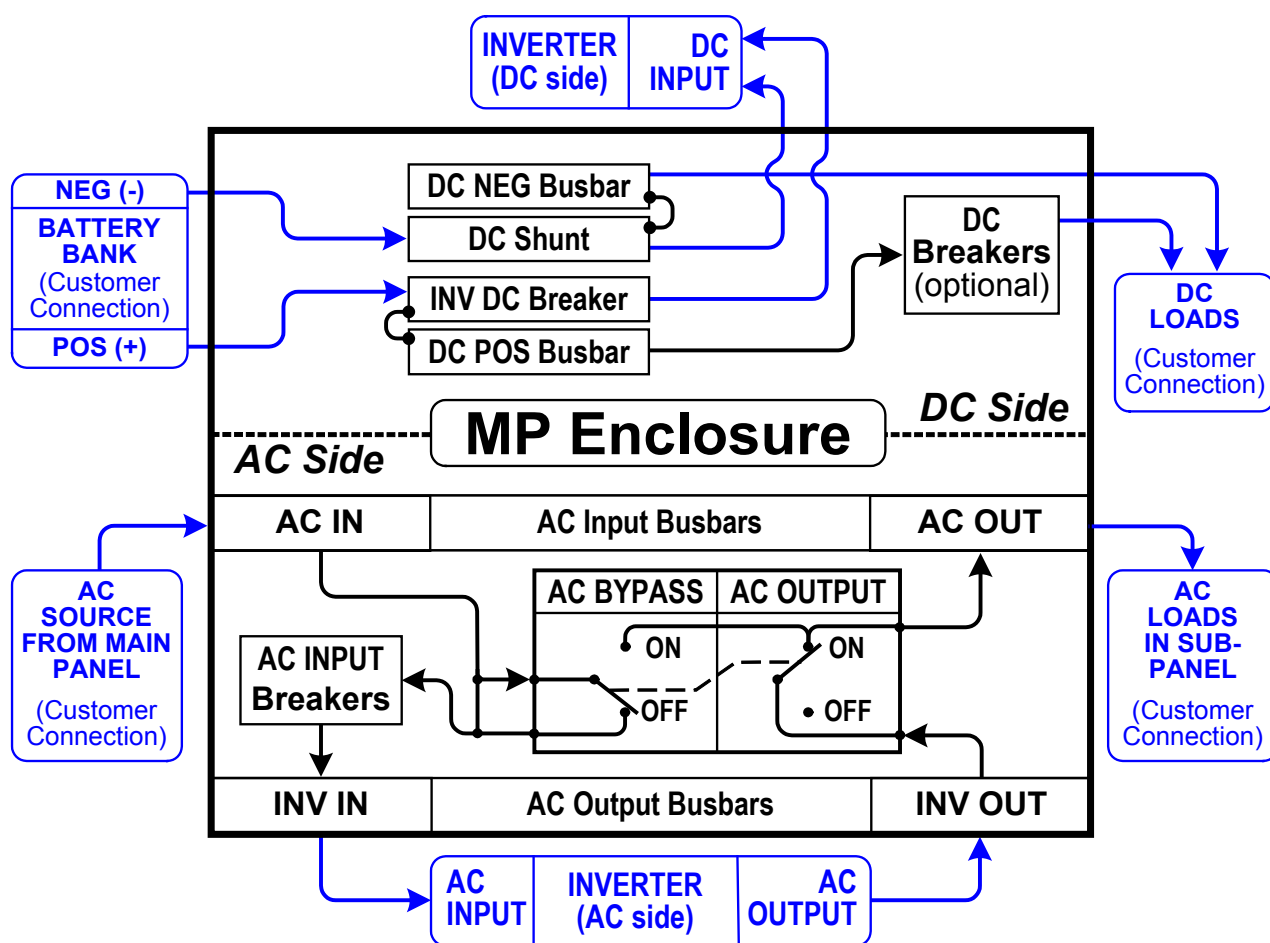 INVERTER
(DC side)
DC
INPUT
NEG (-)
BATTERY
BANK
(Customer
Connection)
POS (+)
DC NEG Busbar
DC Shunt
INV DC Breaker
DC POS Busbar
DC
Breakers
(optional)
DC
LOADS
(Customer
Connection)
DC Side
MP Enclosure
AC Side
AC IN
AC Input Busbars
AC OUT
AC
SOURCE
FROM MAIN
PANEL
(Customer
Connection)
AC BYPASS
AC OUTPUT
ON
ON
OFF
OFF
AC INPUT
Breakers
AC
LOADS
IN SUB-
PANEL
(Customer
Connection)
INV IN
AC Output Busbars
INV OUT
AC
INPUT
INVERTER
(AC side)
AC
OUTPUT